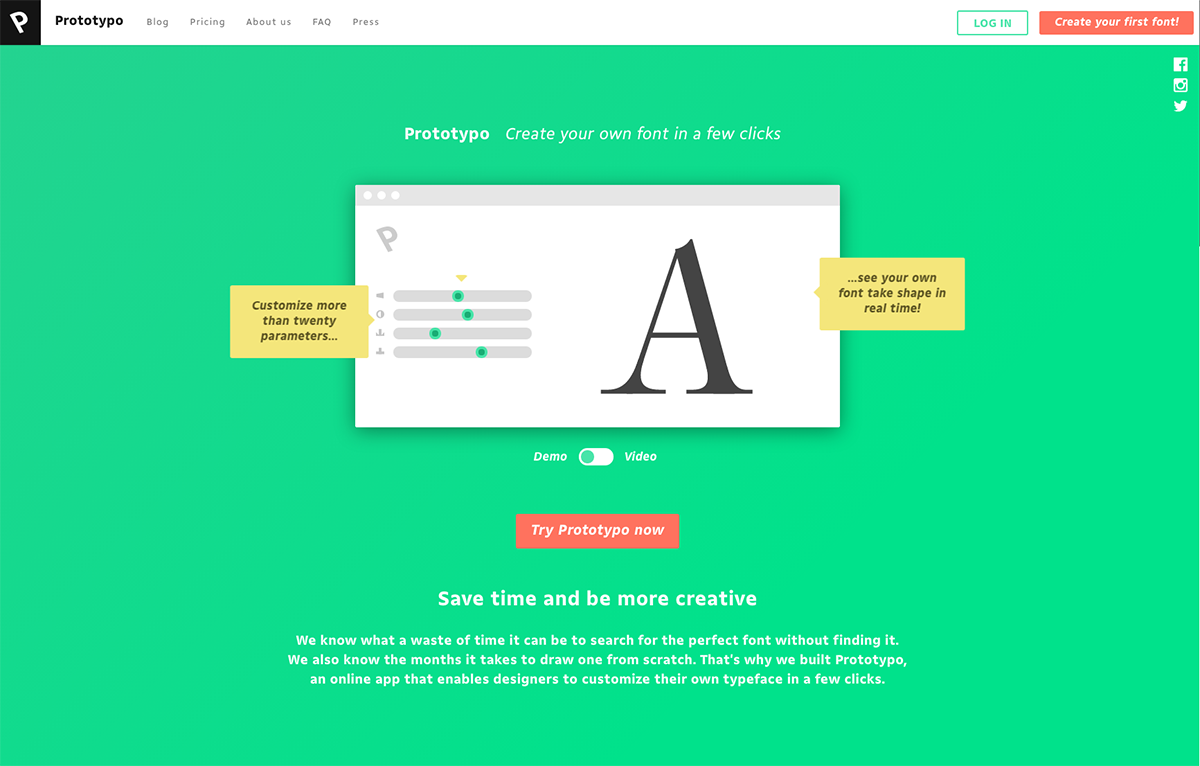 P
Prototypo Blog Pricing About us FAQ Press LOG IN Create your first font!
Prototypo Create your own font in a few clicks
P
A
Customize more
than twenty
parameters...
...see your own
font take shape in
real time!
Demo Video
Try Prototypo now
Save time and be more creative
We know what a waste of time it can be to search for the perfect font without finding it.
We also know the months it takes to draw one from scratch. That's why we built Prototypo,
an online app that enables designers to customize their own typeface in a few clicks.